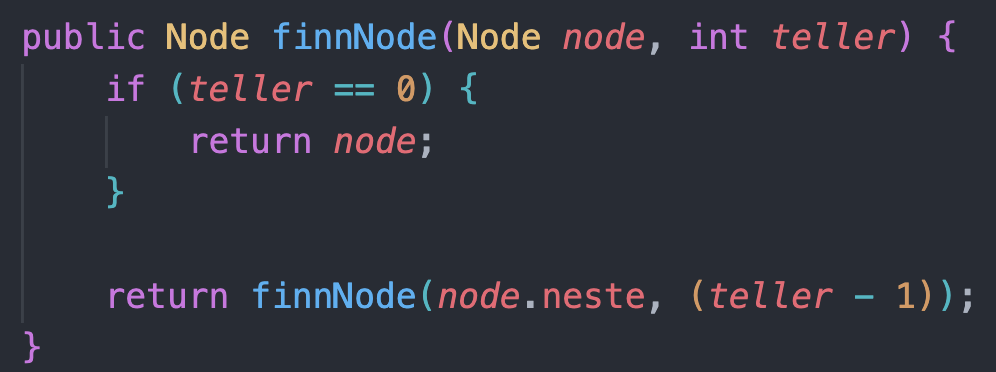 public Node finnNode(Node node, int teller) {
    if (teller == 0) {
        return node;
    }

    return finnNode(node.neste, (teller - 1));
}